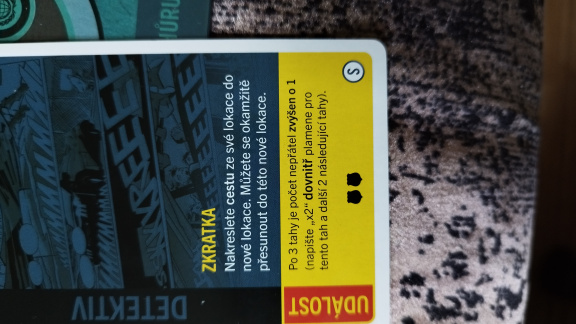 ZKRATKA
Nakreslete cestu ze své lokace do
nové lokace. Můžete se okamžitě
přesunout do této nové lokace.
Po 3 tahy je počet nepřátel zvýšen o 1
(napište „x2“ dovnitř plamene pro
tento tah a další 2 následující tahy).
S
UDÁLOST
DETEKTIV